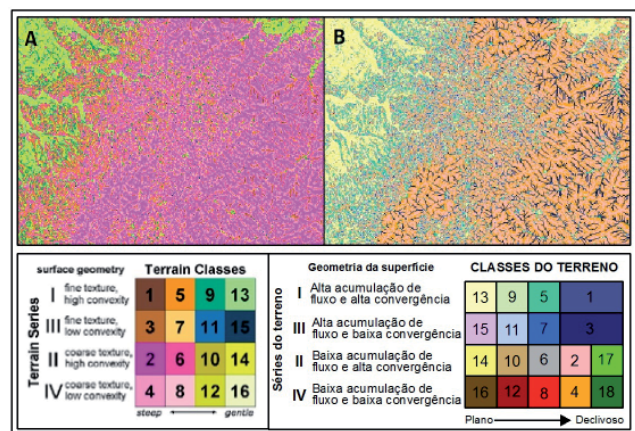 A
B
surface geometry
Terrain Classes
Terrain Series
I fine texture, high convexity 1 5 9 13
III fine texture, low convexity 3 7 11 15
II coarse texture, high convexity 2 6 10 14
IV coarse texture, low convexity 4 8 12 16
steep gentle
Geometria da superfície
CLASSES DO TERRENO
Séries do terreno
I Alta acumulação de fluxo e alta convergência 13 9 5 1
III Alta acumulação de fluxo e baixa convergência 15 11 7 3
II Baixa acumulação de fluxo e alta convergência 14 10 6 2 17
IV Baixa acumulação de fluxo e baixa convergência 16 12 8 4 18
Plano Declivoso